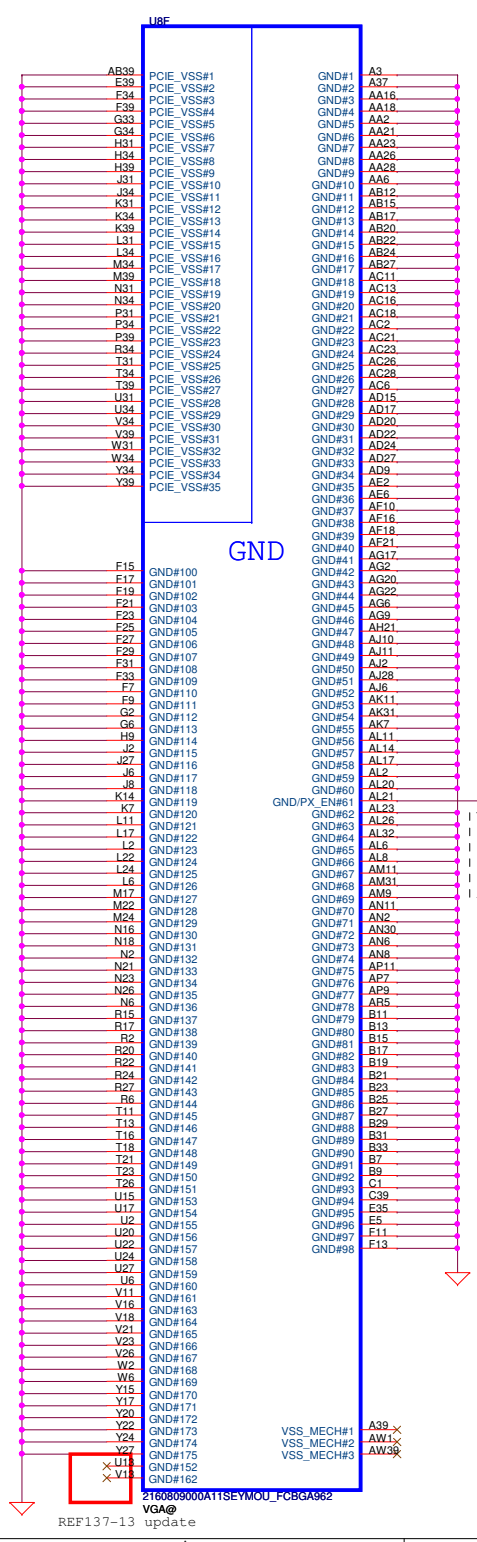 U8F
AB39 PCIE_VSS#1
E39 PCIE_VSS#2
F34 PCIE_VSS#3
F39 PCIE_VSS#4
G33 PCIE_VSS#5
G34 PCIE_VSS#6
H31 PCIE_VSS#7
H34 PCIE_VSS#8
H39 PCIE_VSS#9
J31 PCIE_VSS#10
J34 PCIE_VSS#11
K31 PCIE_VSS#12
K34 PCIE_VSS#13
K39 PCIE_VSS#14
L31 PCIE_VSS#15
L34 PCIE_VSS#16
M34 PCIE_VSS#17
M39 PCIE_VSS#18
N31 PCIE_VSS#19
N34 PCIE_VSS#20
P31 PCIE_VSS#21
P34 PCIE_VSS#22
P39 PCIE_VSS#23
R34 PCIE_VSS#24
T31 PCIE_VSS#25
T34 PCIE_VSS#26
T39 PCIE_VSS#27
U31 PCIE_VSS#28
U34 PCIE_VSS#29
V34 PCIE_VSS#30
V39 PCIE_VSS#31
W31 PCIE_VSS#32
W34 PCIE_VSS#33
Y34 PCIE_VSS#34
Y39 PCIE_VSS#35
GND
F15 GND#100
F17 GND#101
F19 GND#102
F21 GND#103
F23 GND#104
F25 GND#105
F27 GND#106
F29 GND#107
F31 GND#108
F33 GND#109
F7 GND#110
F9 GND#111
G2 GND#112
G6 GND#113
H9 GND#114
J2 GND#115
J27 GND#116
J6 GND#117
J8 GND#118
K14 GND#119
K7 GND#120
L11 GND#121
L17 GND#122
L2 GND#123
L22 GND#124
L24 GND#125
L6 GND#126
M17 GND#127
M22 GND#128
M24 GND#129
N16 GND#130
N18 GND#131
N2 GND#132
N21 GND#133
N23 GND#134
N26 GND#135
N6 GND#136
R15 GND#137
R17 GND#138
R2 GND#139
R20 GND#140
R22 GND#141
R24 GND#142
R27 GND#143
R6 GND#144
T11 GND#145
T13 GND#146
T16 GND#147
T18 GND#148
T21 GND#149
T23 GND#150
T26 GND#151
U15 GND#153
U17 GND#154
U2 GND#155
U20 GND#156
U22 GND#157
U24 GND#158
U27 GND#159
U6 GND#160
V11 GND#161
V16 GND#163
V18 GND#164
V21 GND#165
V23 GND#166
V26 GND#167
W2 GND#168
W6 GND#169
Y15 GND#170
Y17 GND#171
Y20 GND#172
Y22 GND#173
Y24 GND#174
Y27 GND#175
U13 GND#152
V13 GND#162
GND#1 A3
GND#2 A37
GND#3 AA16
GND#4 AA18
GND#5 AA2
GND#6 AA21
GND#7 AA23
GND#8 AA26
GND#9 AA28
GND#10 AA6
GND#11 AB12
GND#12 AB15
GND#13 AB17
GND#14 AB20
GND#15 AB22
GND#16 AB24
GND#17 AB27
GND#18 AC11
GND#19 AC13
GND#20 AC16
GND#21 AC18
GND#22 AC2
GND#23 AC21
GND#24 AC23
GND#25 AC26
GND#26 AC28
GND#27 AC6
GND#28 AD15
GND#29 AD17
GND#30 AD20
GND#31 AD22
GND#32 AD24
GND#33 AD27
GND#34 AD9
GND#35 AE2
GND#36 AE6
GND#37 AF10
GND#38 AF16
GND#39 AF18
GND#40 AF21
GND#41 AG17
GND#42 AG2
GND#43 AG20
GND#44 AG22
GND#45 AG6
GND#46 AG9
GND#47 AH21
GND#48 AJ10
GND#49 AJ11
GND#50 AJ2
GND#51 AJ28
GND#52 AJ6
GND#53 AK11
GND#54 AK31
GND#55 AK7
GND#56 AL11
GND#57 AL14
GND#58 AL17
GND#59 AL2
GND#60 AL20
GND/PX_EN#61 AL21
GND#62 AL23
GND#63 AL26
GND#64 AL32
GND#65 AL6
GND#66 AL8
GND#67 AM11
GND#68 AM31
GND#69 AM9
GND#70 AN11
GND#71 AN2
GND#72 AN30
GND#73 AN6
GND#74 AN8
GND#75 AP11
GND#76 AP7
GND#77 AP9
GND#78 AR5
GND#79 B11
GND#80 B13
GND#81 B15
GND#82 B17
GND#83 B19
GND#84 B21
GND#85 B23
GND#86 B25
GND#87 B27
GND#88 B29
GND#89 B31
GND#90 B33
GND#91 B7
GND#92 B9
GND#93 C1
GND#94 C39
GND#95 E35
GND#96 E5
GND#97 F11
GND#98 F13
VSS_MECH#1 A39
VSS_MECH#2 AW1
VSS_MECH#3 AW39
2160809000A11SEYMOU_FCBGA962
VGA@
REF137-13 update